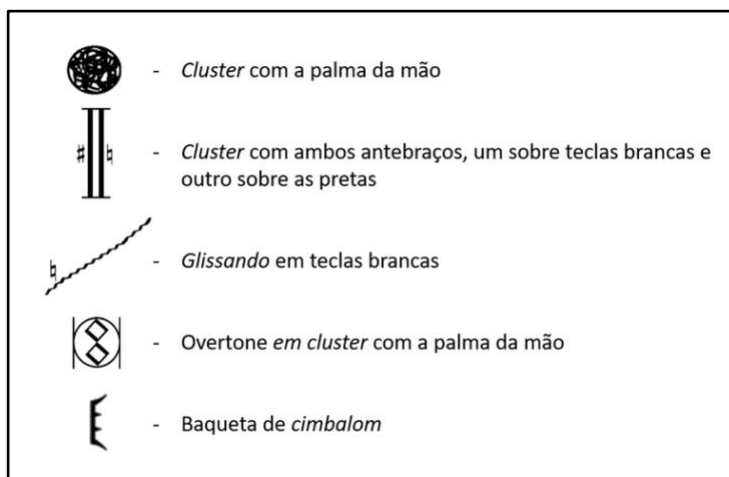 - Cluster com a palma da mão
- Cluster com ambos antebraços, um sobre teclas brancas e
outro sobre as pretas
- Glissando em teclas brancas
- Overtone em cluster com a palma da mão
- Baqueta de cimbalom